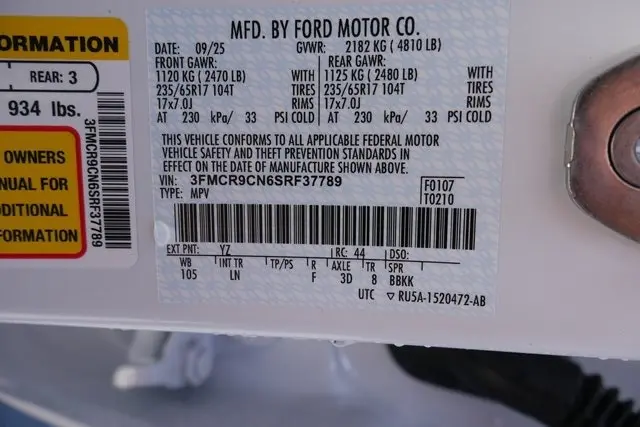 ORMATION
REAR: 3
934 lbs.
OWNERS
NUAL FOR
DDITIONAL
FORMATION
3FMCR9CN6SRF37789
MFD. BY FORD MOTOR CO.
DATE: 09/25 GVWR: 2182 KG ( 4810 LB)
FRONT GAWR: REAR GAWR:
1120 KG ( 2470 LB) WITH 1125 KG ( 2480 LB) WITH
235/65R17 104T TIRES 235/65R17 104T TIRES
17x7.0J RIMS 17x7.0J RIMS
AT 230 kPa/ 33 PSI COLD AT 230 kPa/ 33 PSI COLD
THIS VEHICLE CONFORMS TO ALL APPLICABLE FEDERAL MOTOR
VEHICLE SAFETY AND THEFT PREVENTION STANDARDS IN
EFFECT ON THE DATE OF MANUFACTURE SHOWN ABOVE.
VIN: 3FMCR9CN6SRF37789 F0107
TYPE: MPV T0210
EXT PNT: YZ RC: 44 DSO:
WB INT TR TP/PS R AXLE TR SPR
105 LN F 3D 8 BBKK
UTC ▽ RU5A-1520472-AB